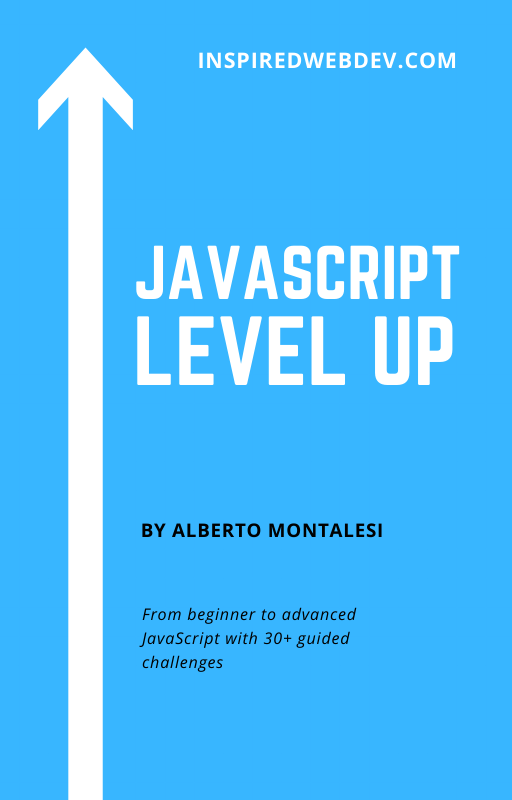 INSPIREDWEBDEV.COM
JAVASCRIPT
LEVEL UP
BY ALBERTO MONTALESI
From beginner to advanced
JavaScript with 30+ guided
challenges